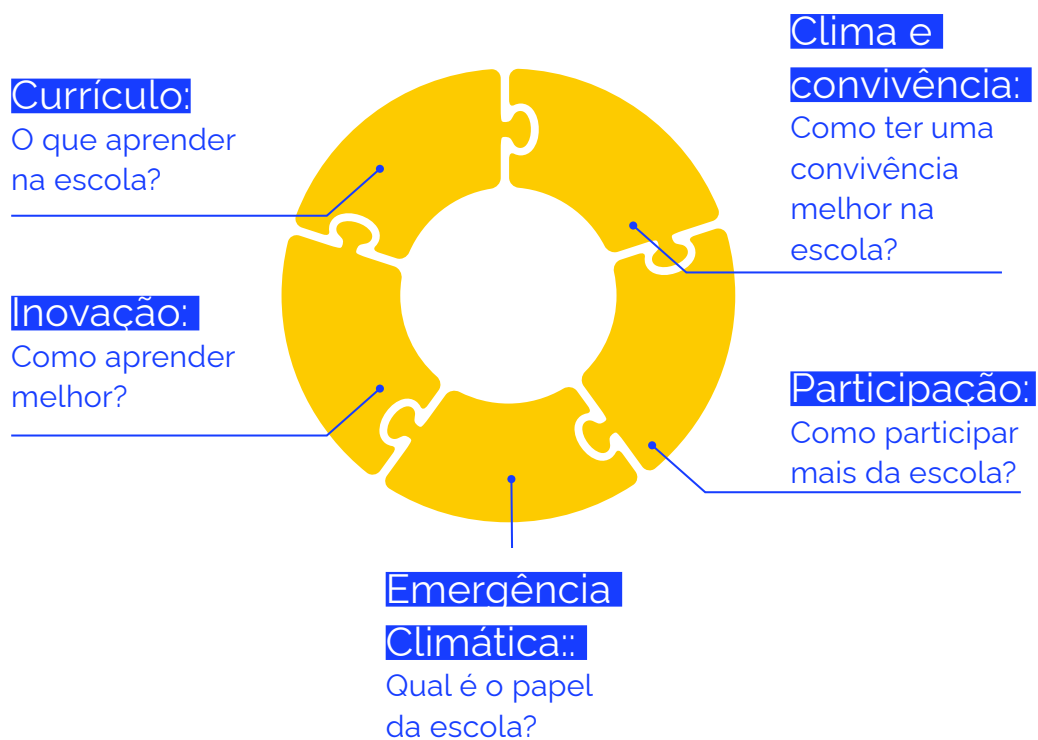 Currículo:
O que aprender
na escola?
Clima e
convivência:
Como ter uma
convivência
melhor na
escola?
Inovação:
Como aprender
melhor?
Participação:
Como participar
mais da escola?
Emergência
Climática::
Qual é o papel
da escola?